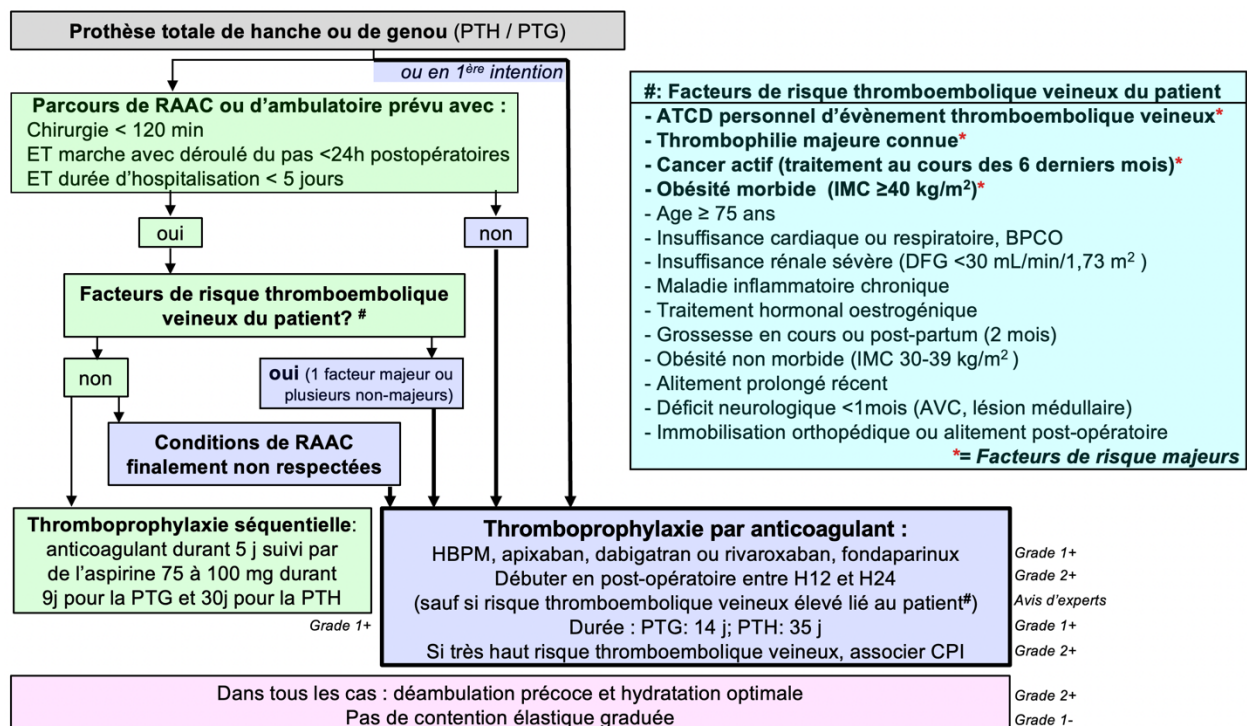 Prothèse totale de hanche ou de genou (PTH / PTG)
ou en 1ère intention
Parcours de RAAC ou d'ambulatoire prévu avec :
Chirurgie < 120 min
ET marche avec déroulé du pas <24h postopératoires
ET durée d'hospitalisation < 5 jours
oui
non
Facteurs de risque thromboembolique
veineux du patient? #
non
oui (1 facteur majeur ou
plusieurs non-majeurs)
Conditions de RAAC
finalement non respectées
Thromboprophylaxie séquentielle:
anticoagulant durant 5 j suivi par
de l'aspirine 75 à 100 mg durant
9j pour la PTG et 30j pour la PTH
Grade 1+
Thromboprophylaxie par anticoagulant :
HBPM, apixaban, dabigatran ou rivaroxaban, fondaparinux
Grade 1+
Débuter en post-opératoire entre H12 et H24
Grade 2+
(sauf si risque thromboembolique veineux élevé lié au patient#)
Avis d'experts
Durée : PTG: 14 j; PTH: 35 j
Grade 1+
Si très haut risque thromboembolique veineux, associer CPI
Grade 2+
#: Facteurs de risque thromboembolique veineux du patient
- ATCD personnel d'évènement thromboembolique veineux*
- Thrombophilie majeure connue*
- Cancer actif (traitement au cours des 6 derniers mois)*
- Obésité morbide (IMC ≥40 kg/m²)*
- Age ≥ 75 ans
- Insuffisance cardiaque ou respiratoire, BPCO
- Insuffisance rénale sévère (DFG <30 mL/min/1,73 m² )
- Maladie inflammatoire chronique
- Traitement hormonal oestrogénique
- Grossesse en cours ou post-partum (2 mois)
- Obésité non morbide (IMC 30-39 kg/m² )
- Alitement prolongé récent
- Déficit neurologique <1mois (AVC, lésion médullaire)
- Immobilisation orthopédique ou alitement post-opératoire
*= Facteurs de risque majeurs
Dans tous les cas : déambulation précoce et hydratation optimale
Grade 2+
Pas de contention élastique graduée
Grade 1-